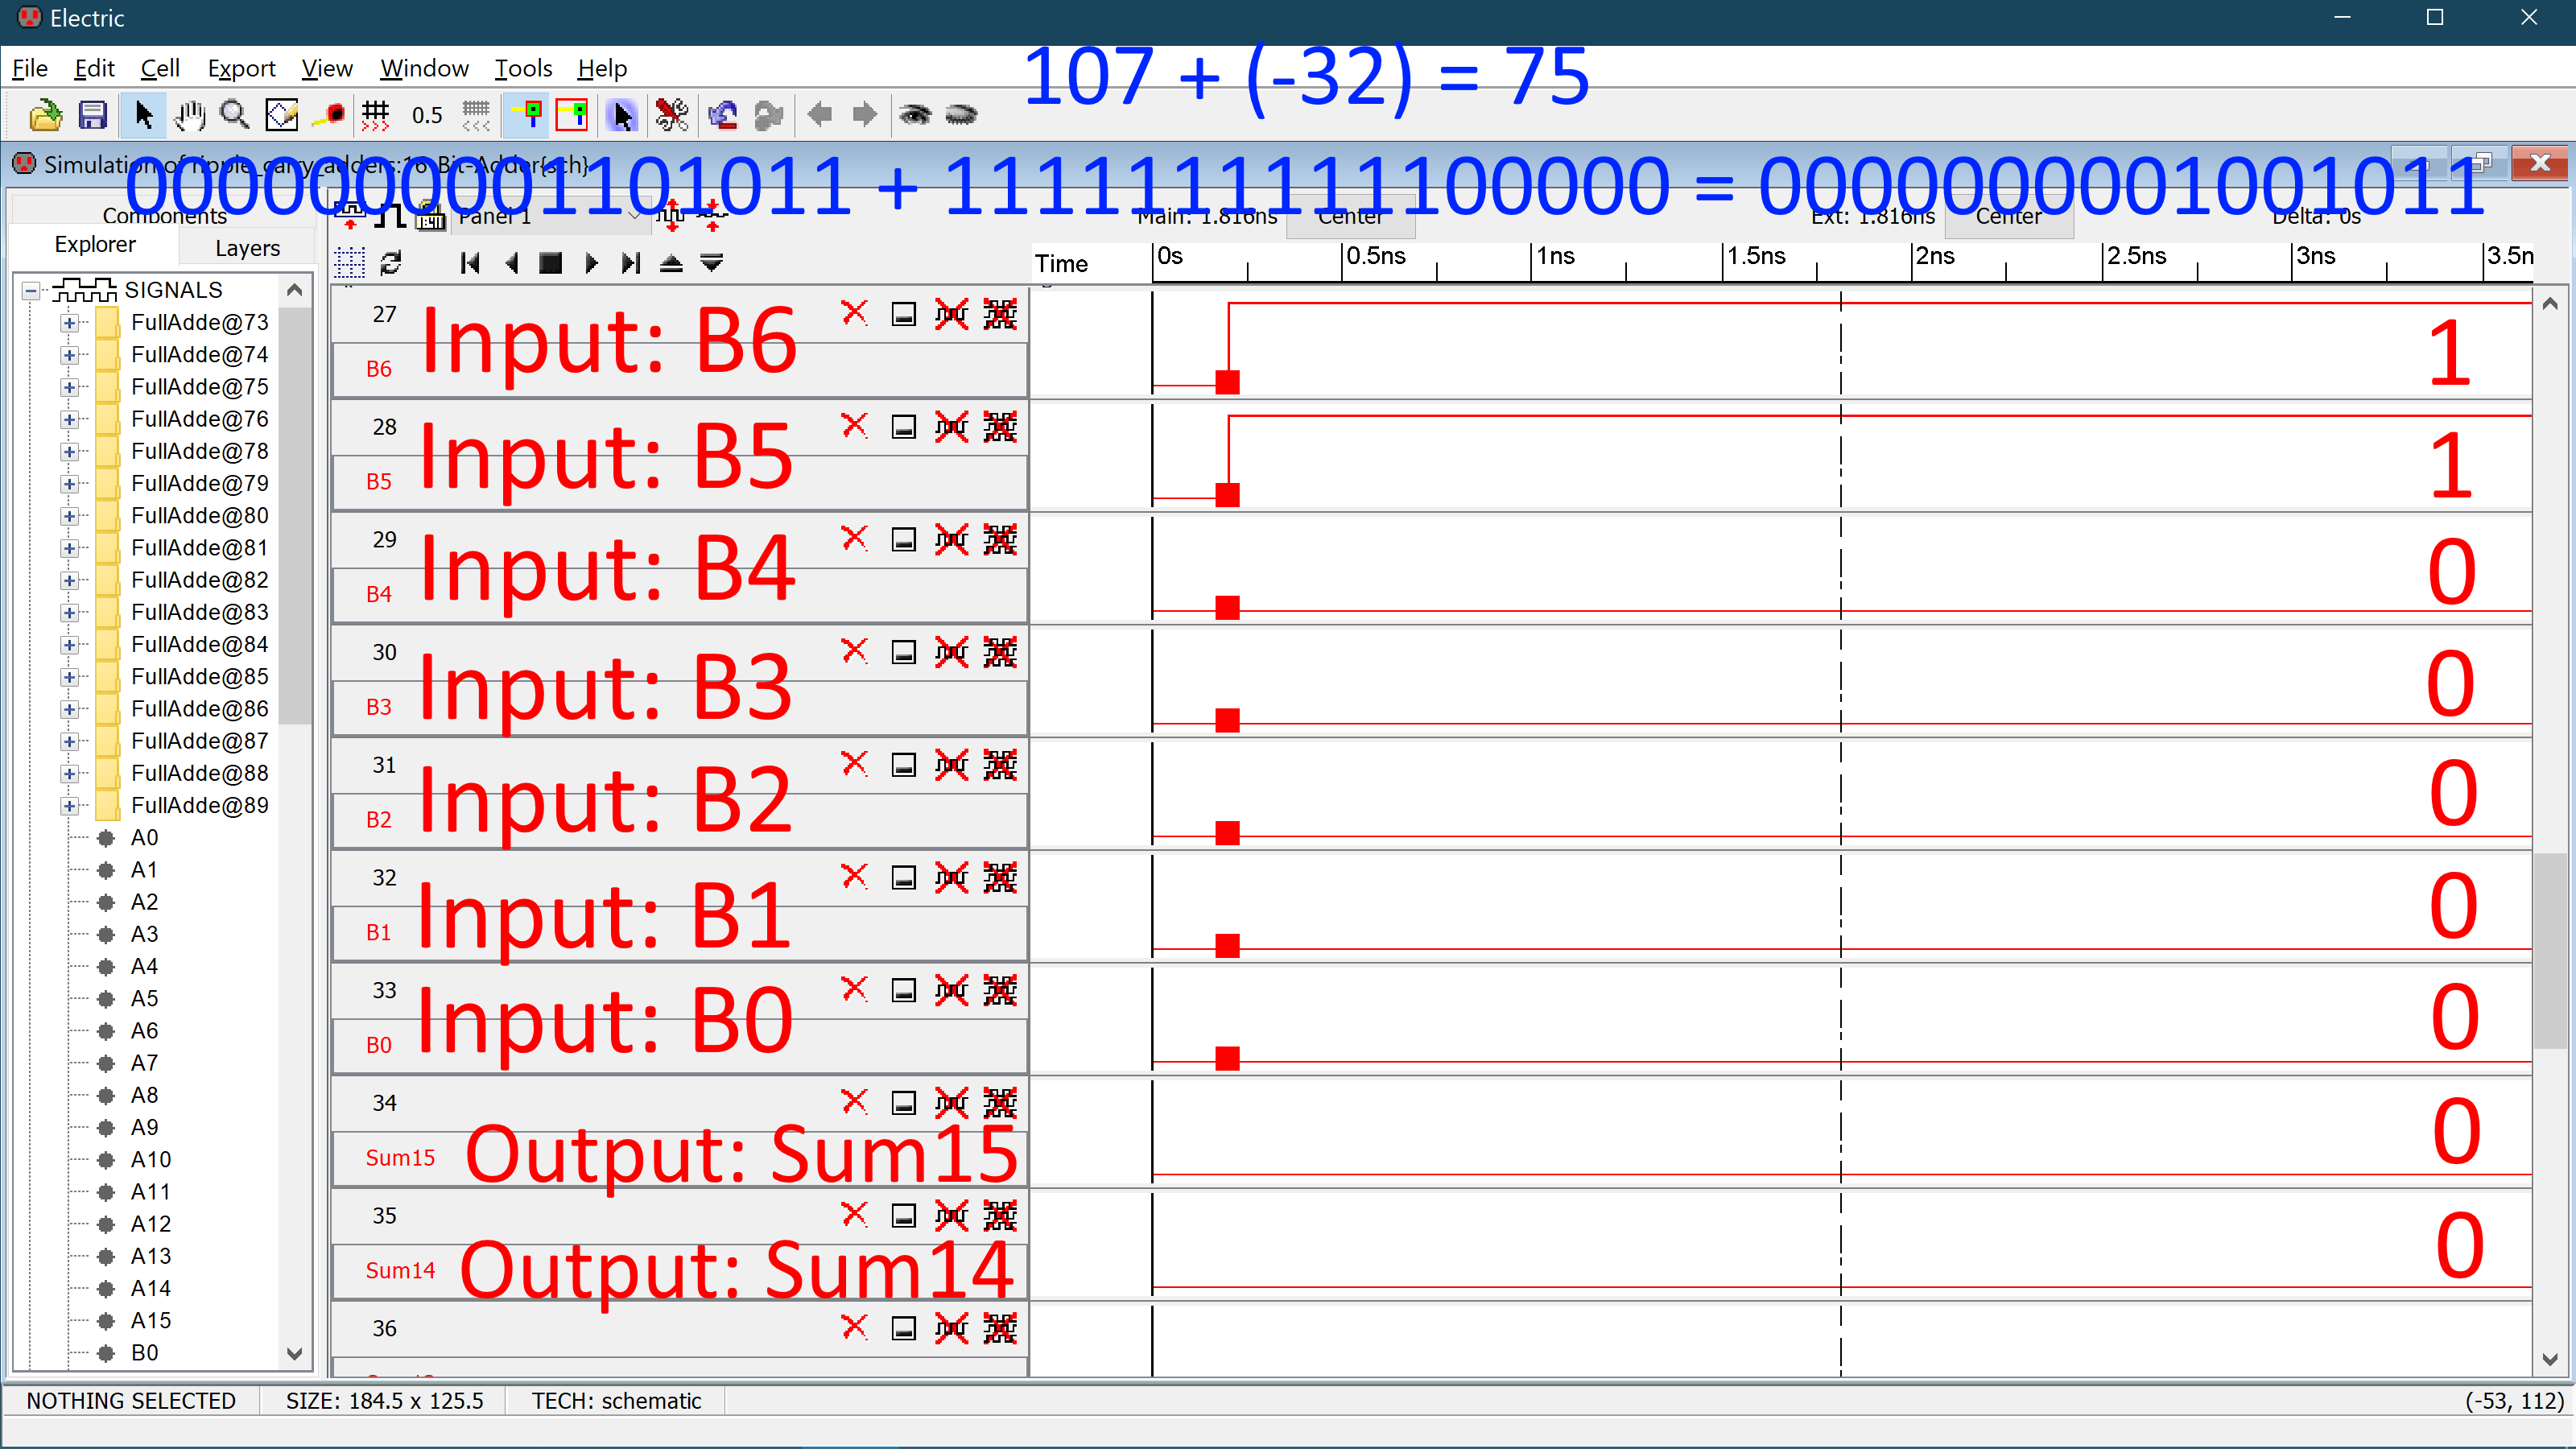 Electric
File Edit Cell Export View Window Tools Help
107 + (-32) = 75
0.5
Simulation of ripple_carry_adders:16-Bit-Adder{sch}
0000000001101011 + 1111111111100000 = 0000000001001011
Components
Explorer
Layers
Panel 1
Main: 1.816ns Center
Ext: 1.816ns Center
Delta: 0s
Time 0s 0.5ns 1ns 1.5ns 2ns 2.5ns 3ns 3.5n
SIGNALS
FullAdde@73
FullAdde@74
FullAdde@75
FullAdde@76
FullAdde@78
FullAdde@79
FullAdde@80
FullAdde@81
FullAdde@82
FullAdde@83
FullAdde@84
FullAdde@85
FullAdde@86
FullAdde@87
FullAdde@88
FullAdde@89
A0
A1
A2
A3
A4
A5
A6
A7
A8
A9
A10
A11
A12
A13
A14
A15
B0
27
B6 Input: B6 1
28
B5 Input: B5 1
29
B4 Input: B4 0
30
B3 Input: B3 0
31
B2 Input: B2 0
32
B1 Input: B1 0
33
B0 Input: B0 0
34
Sum15 Output: Sum15 0
35
Sum14 Output: Sum14 0
36
NOTHING SELECTED SIZE: 184.5 x 125.5 TECH: schematic (-53, 112)